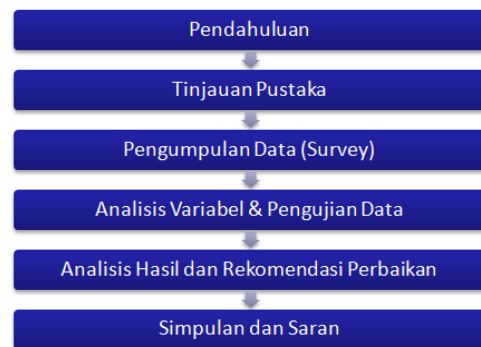 Pendahuluan
Tinjauan Pustaka
Pengumpulan Data (Survey)
Analisis Variabel & Pengujian Data
Analisis Hasil dan Rekomendasi Perbaikan
Simpulan dan Saran